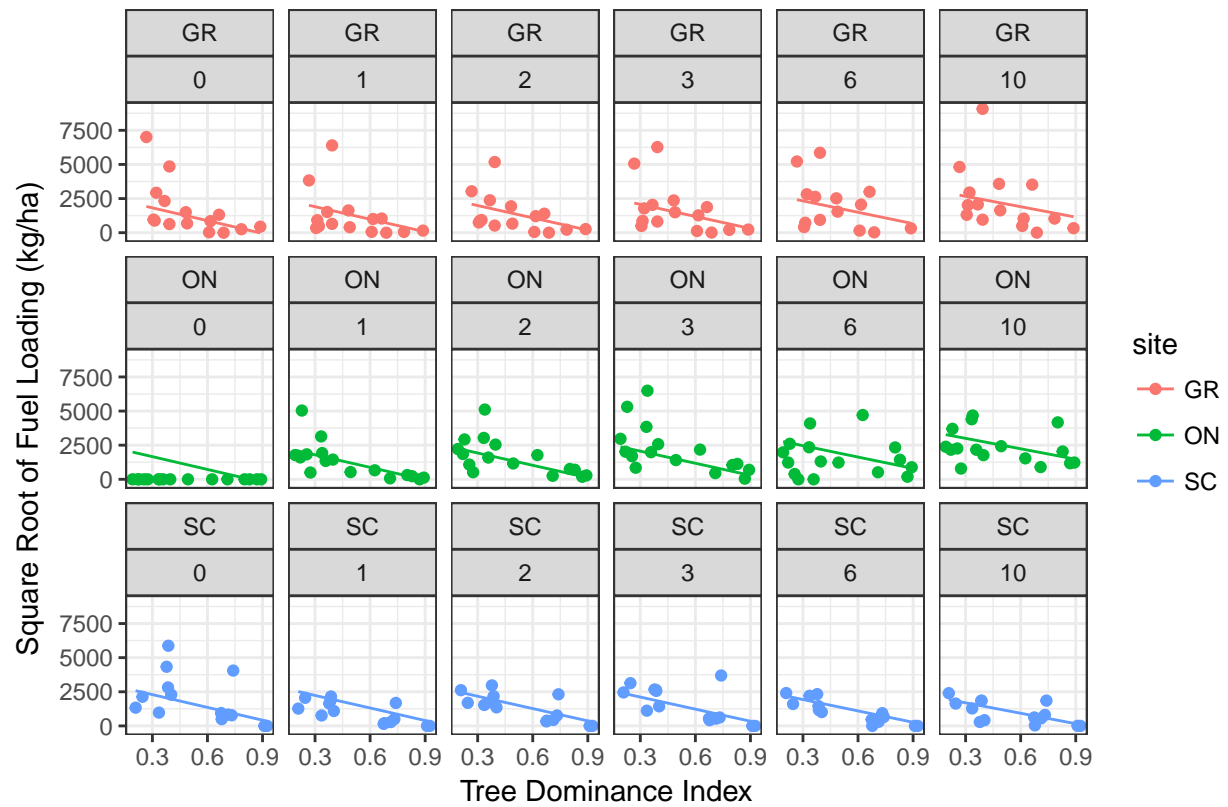 GR GR GR GR GR GR
0 1 2 3 6 10
7500
5000
2500
0
ON ON ON ON ON ON
0 1 2 3 6 10
7500
5000
2500
0
SC SC SC SC SC SC
0 1 2 3 6 10
7500
5000
2500
0
0.3 0.6 0.9 0.3 0.6 0.9 0.3 0.6 0.9 0.3 0.6 0.9 0.3 0.6 0.9 0.3 0.6 0.9
Tree Dominance Index
Square Root of Fuel Loading (kg/ha)
site
GR
ON
SC